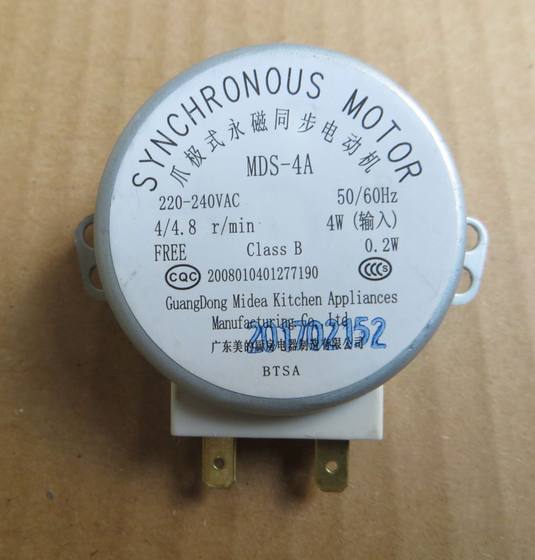 SYNCHRONOUS MOTOR
爪极式永磁同步电动机
MDS-4A
220-240VAC 50/60Hz
4/4.8 r/min 4W (输入)
FREE Class B 0.2W
CQC 2008010401277190 CCC S
GuangDong Midea Kitchen Appliances
Manufacturing Co. Ltd
201702152
广东美的厨房电器制造有限公司
BTSA